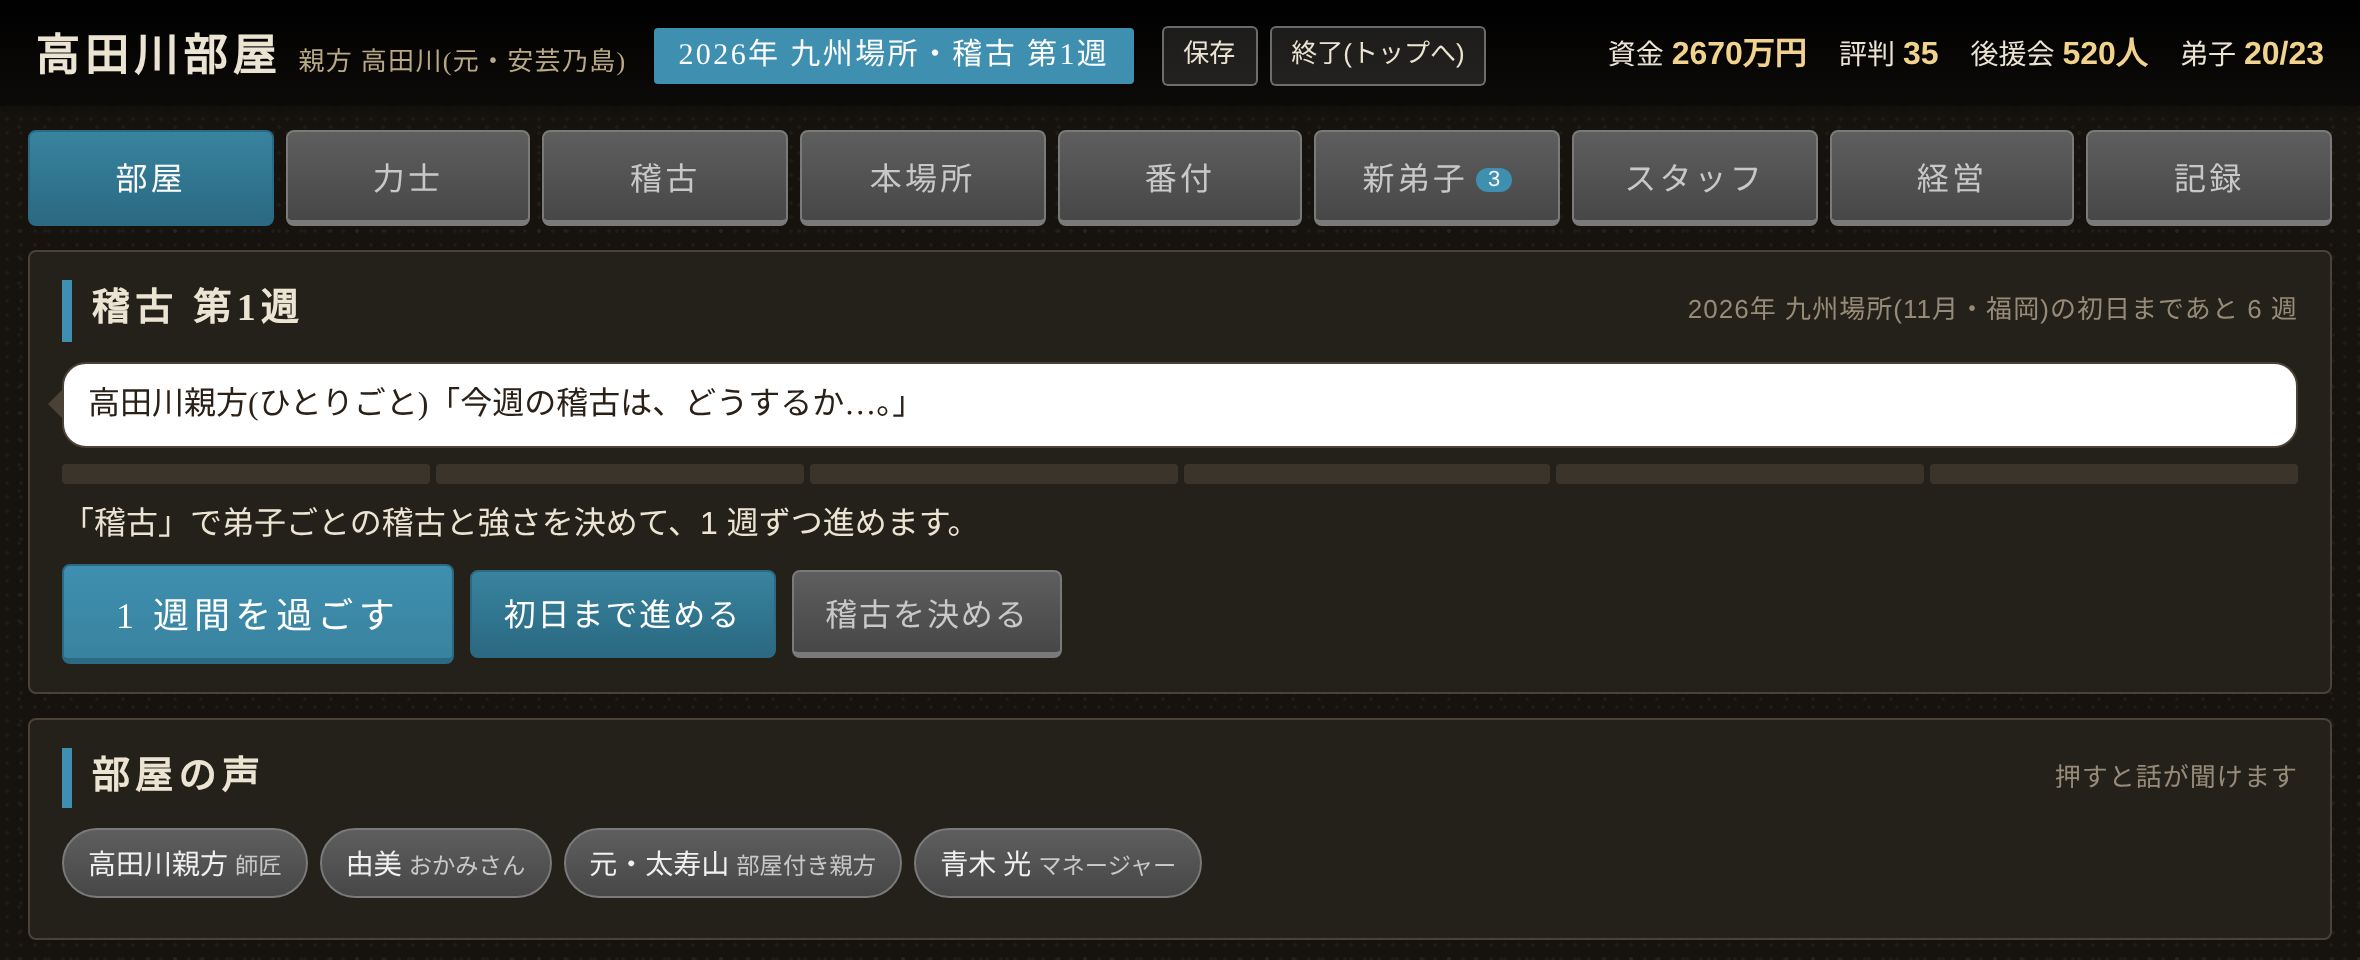 高田川部屋 親方 高田川(元・安芸乃島) 2026年 九州場所・稽古 第1週 保存 終了(トップへ) 資金 2670万円 評判 35 後援会 520人 弟子 20/23
部屋 力士 稽古 本場所 番付 新弟子 3 スタッフ 経営 記録
稽古 第1週 2026年 九州場所(11月・福岡)の初日まであと 6 週
高田川親方(ひとりごと)「今週の稽古は、どうするか…。」
「稽古」で弟子ごとの稽古と強さを決めて、1 週ずつ進めます。
1 週間を過ごす 初日まで進める 稽古を決める
部屋の声 押すと話が聞けます
高田川親方 師匠 由美 おかみさん 元・太寿山 部屋付き親方 青木 光 マネージャー